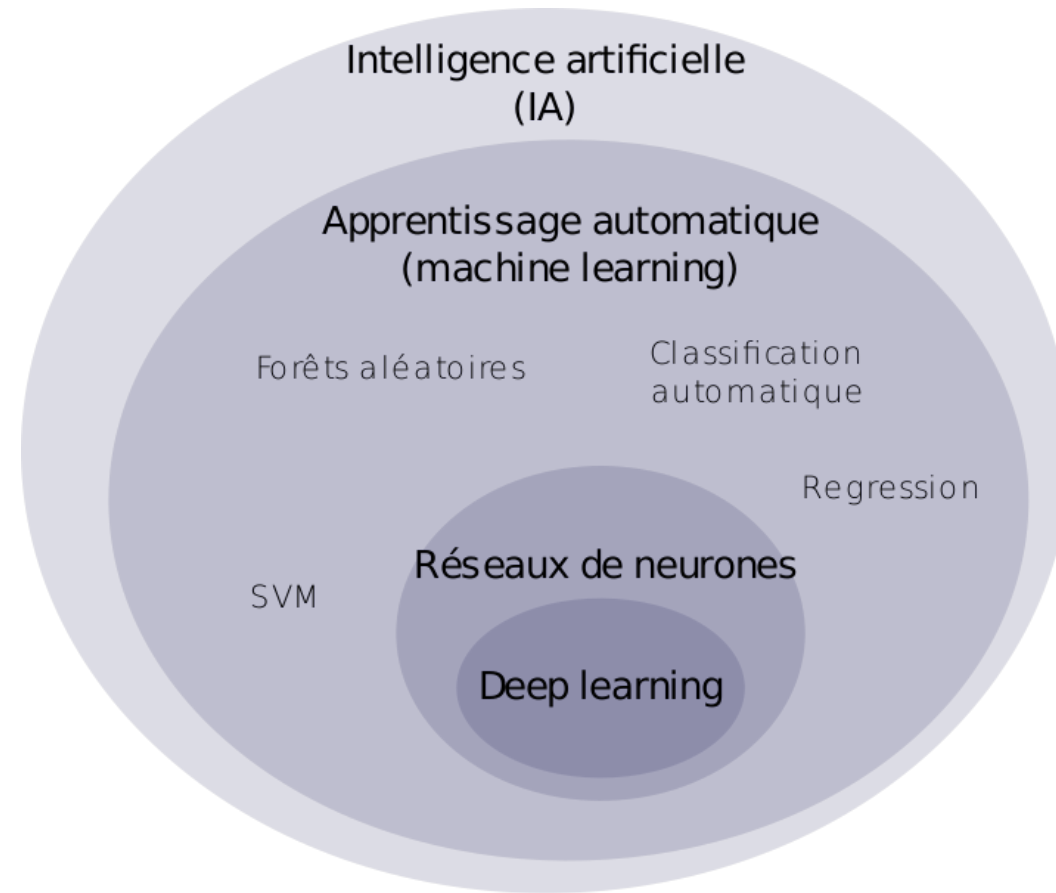 Intelligence artificielle
(IA)
Apprentissage automatique
(machine learning)
Forêts aléatoires
Classification
automatique
Regression
Réseaux de neurones
SVM
Deep learning